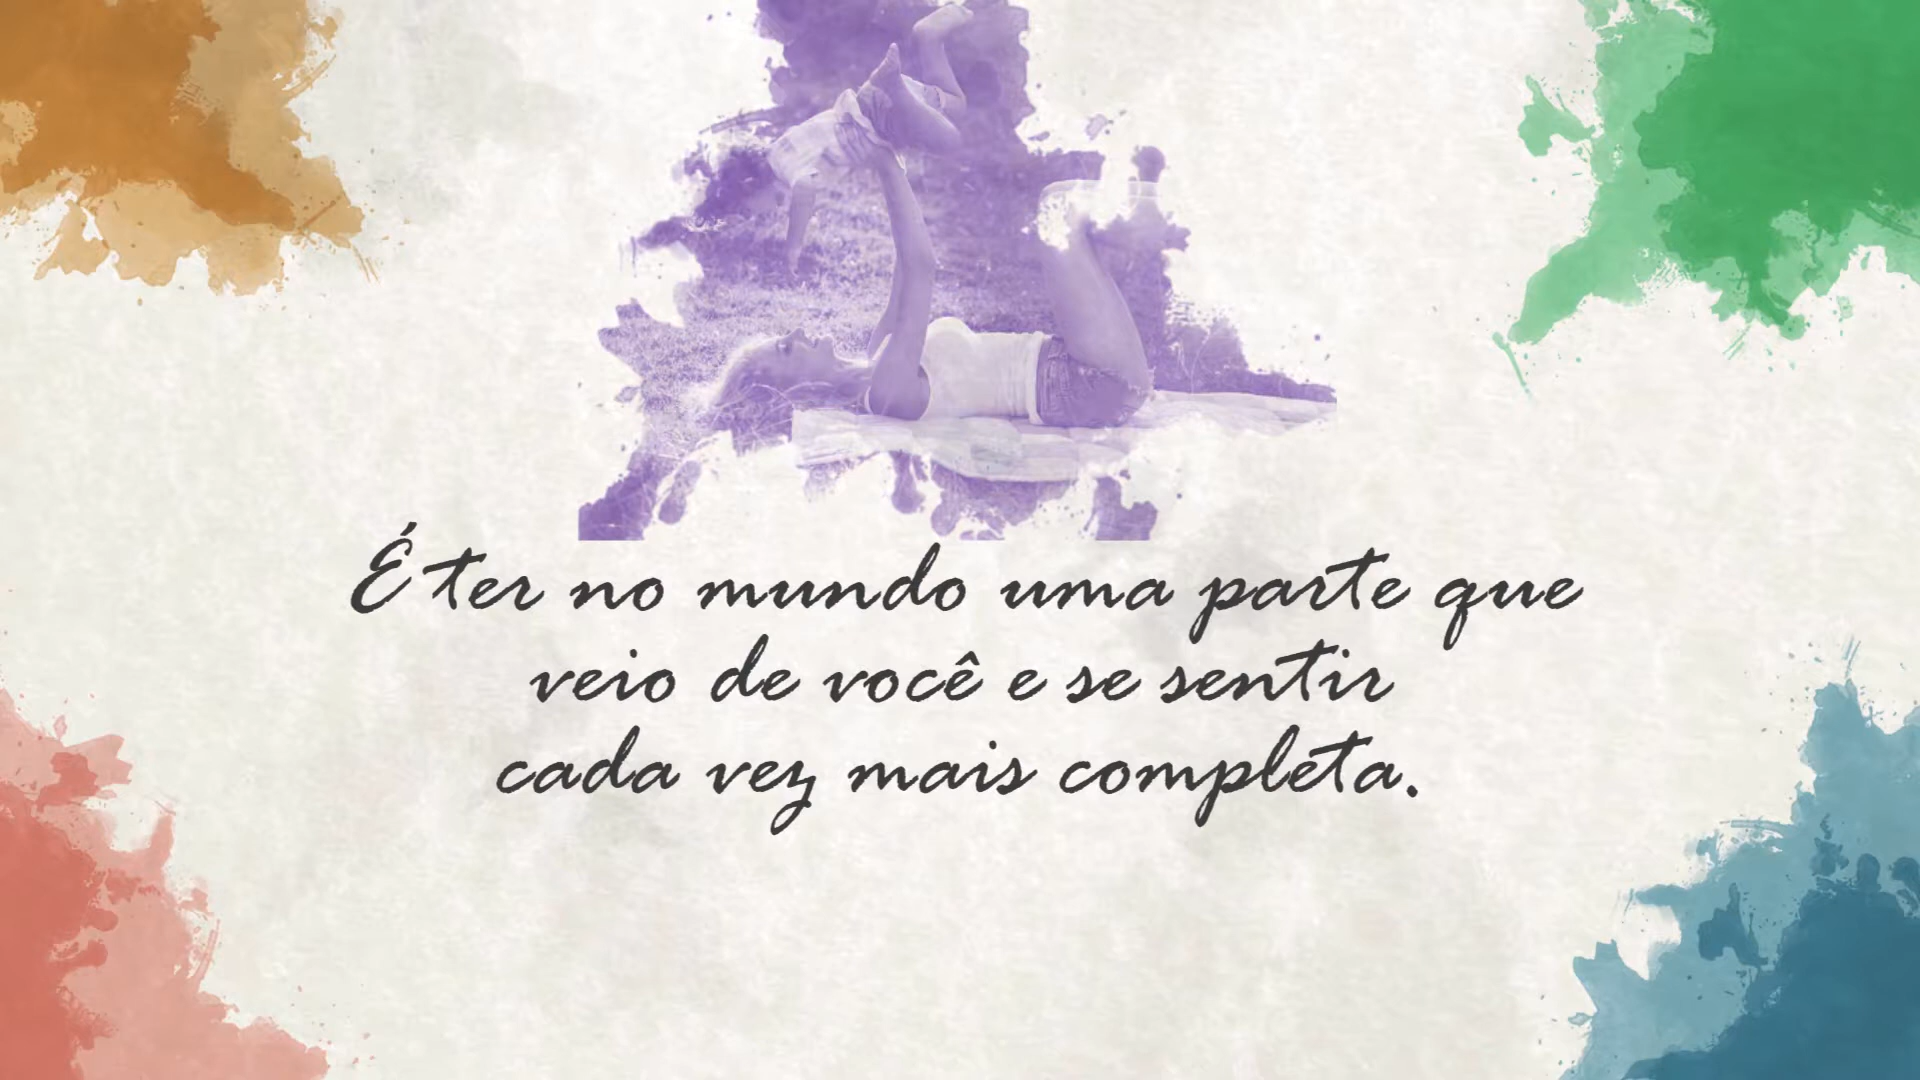 É ter no mundo uma parte que
veio de você e se sentir
cada vez mais completa.